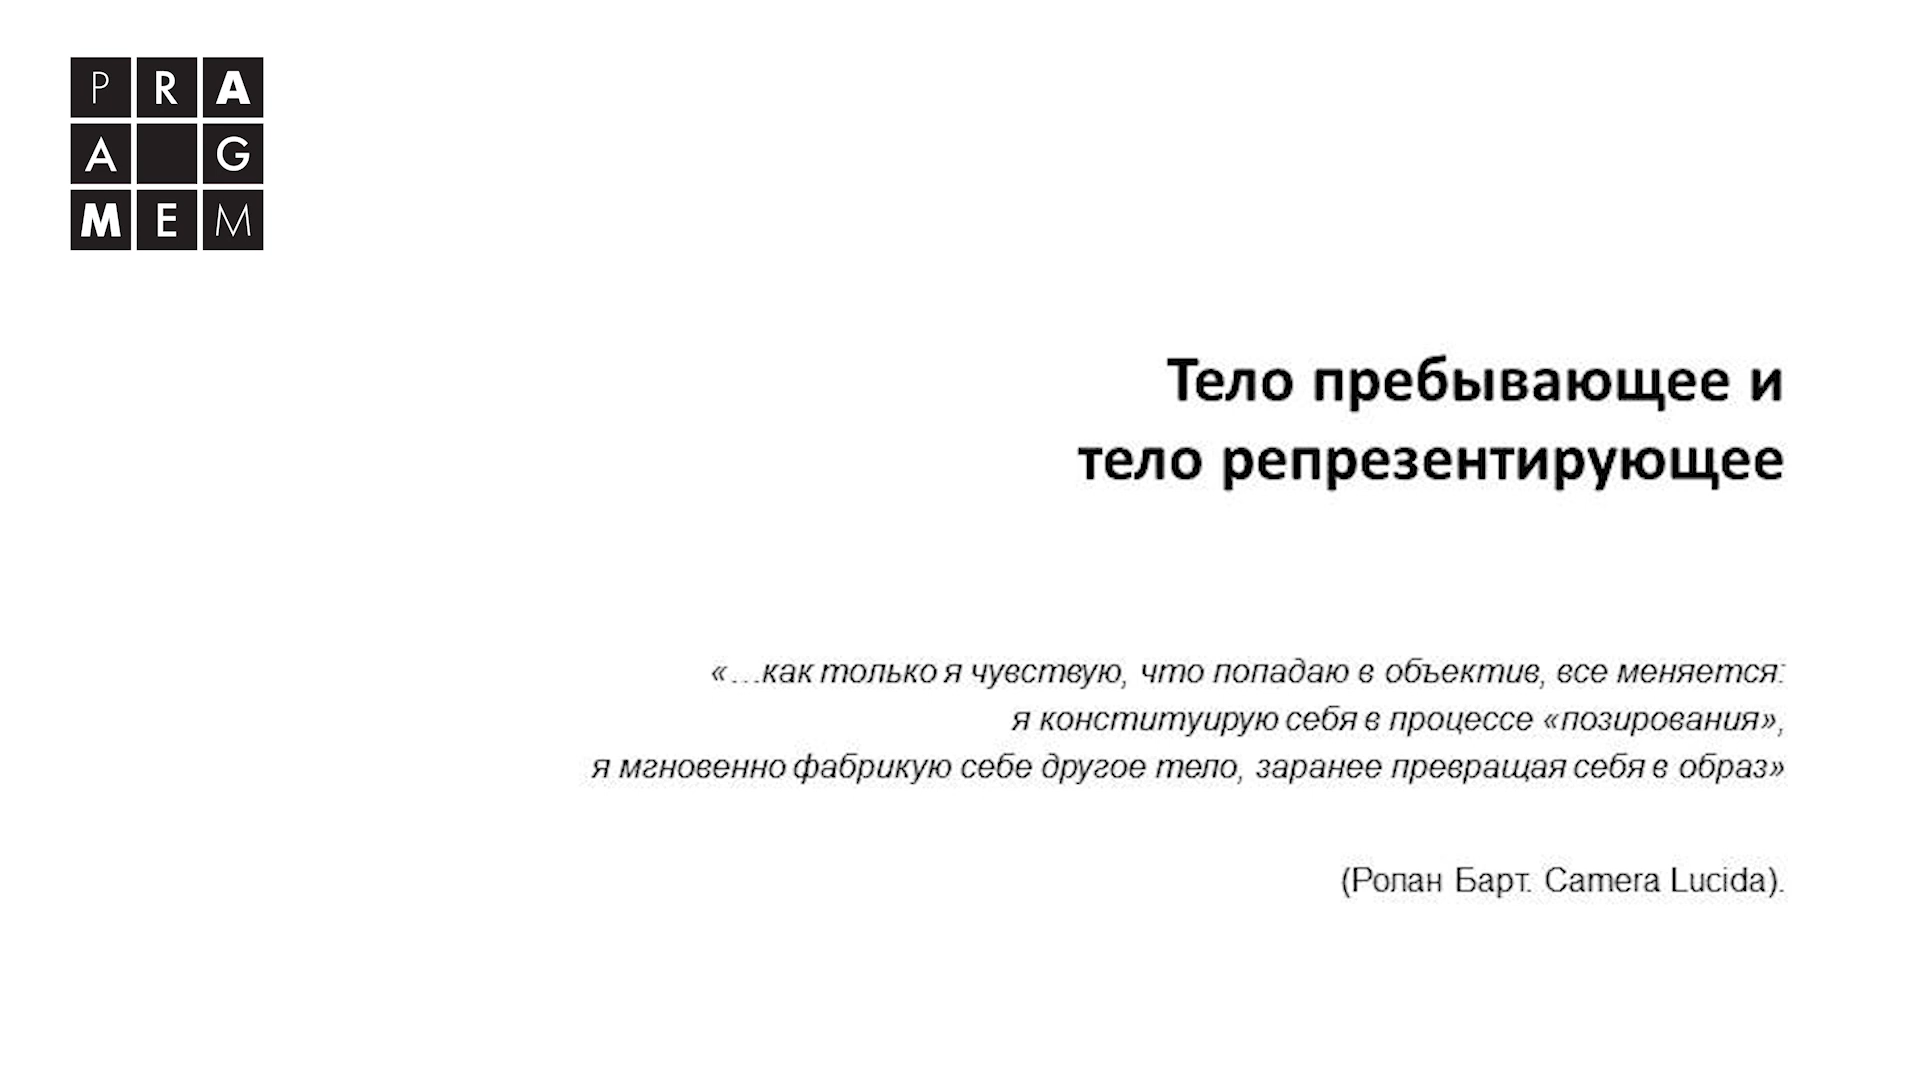 P R A
A G
M E M
Тело пребывающее и
тело репрезентирующее
«…как только я чувствую, что попадаю в объектив, все меняется:
я конституирую себя в процессе «позирования»,
я мгновенно фабрикую себе другое тело, заранее превращая себя в образ»
(Ролан Барт. Camera Lucida).